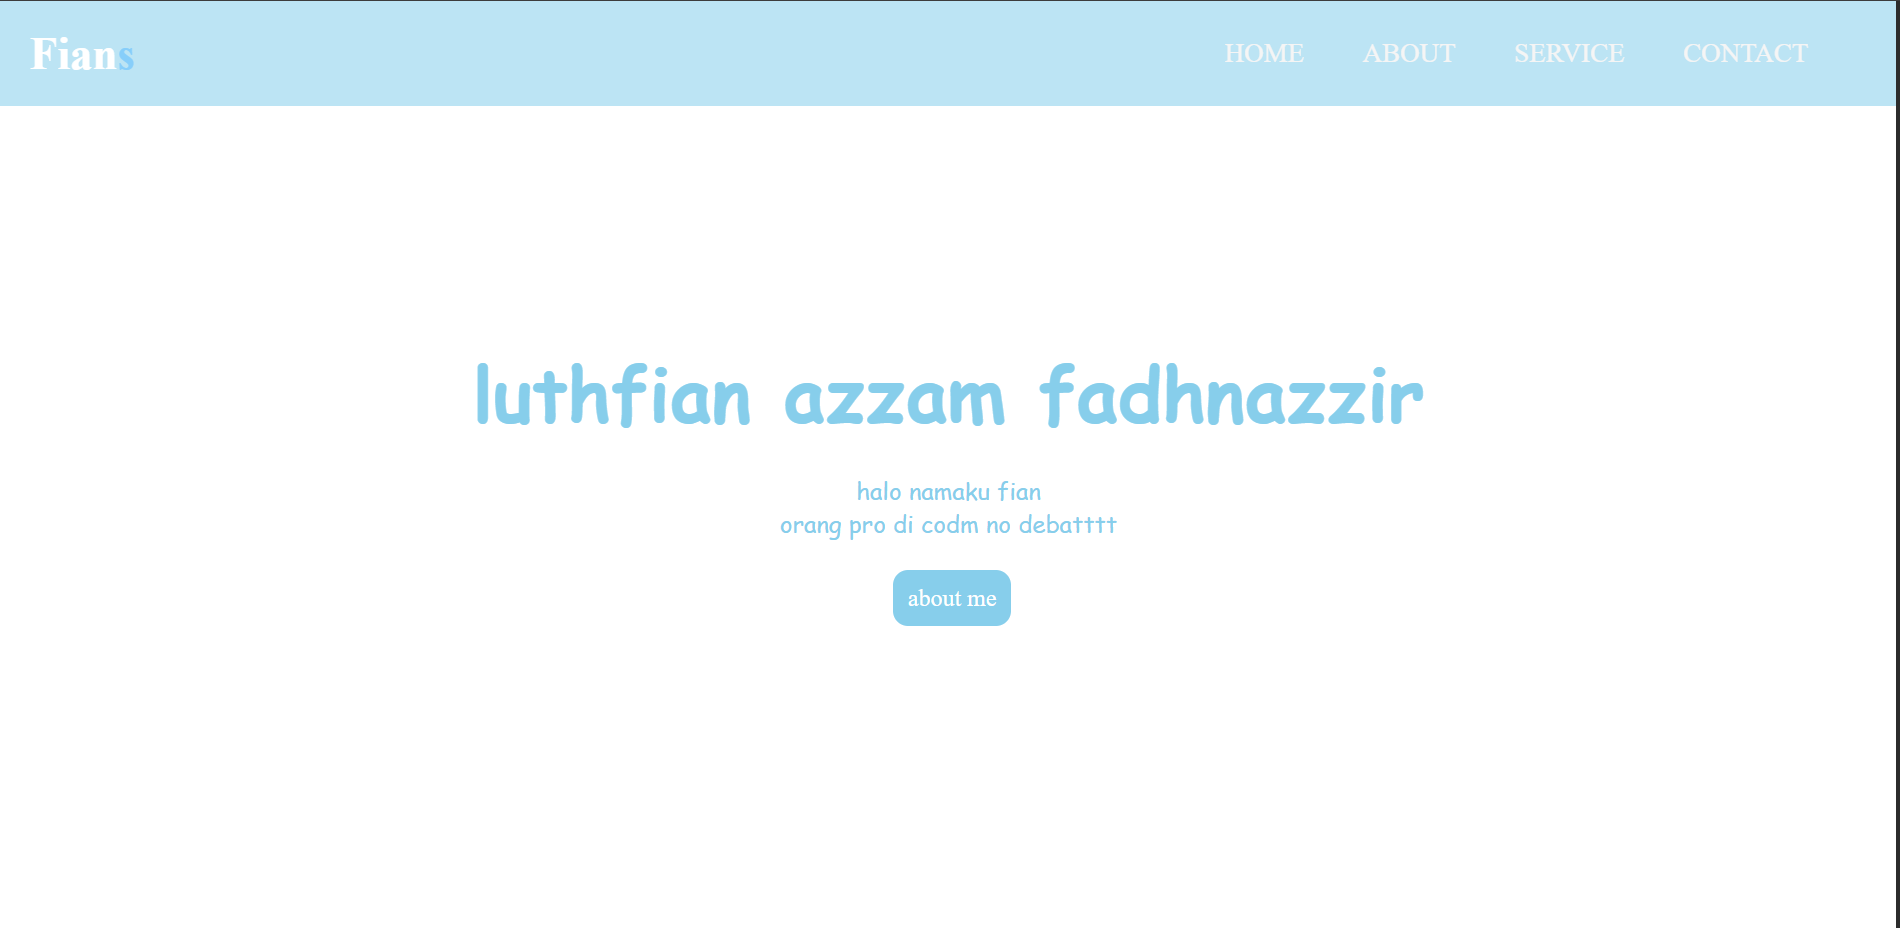 Fians
HOME ABOUT SERVICE CONTACT
luthfian azzam fadhnazzir
halo namaku fian
orang pro di codm no debatttt
about me